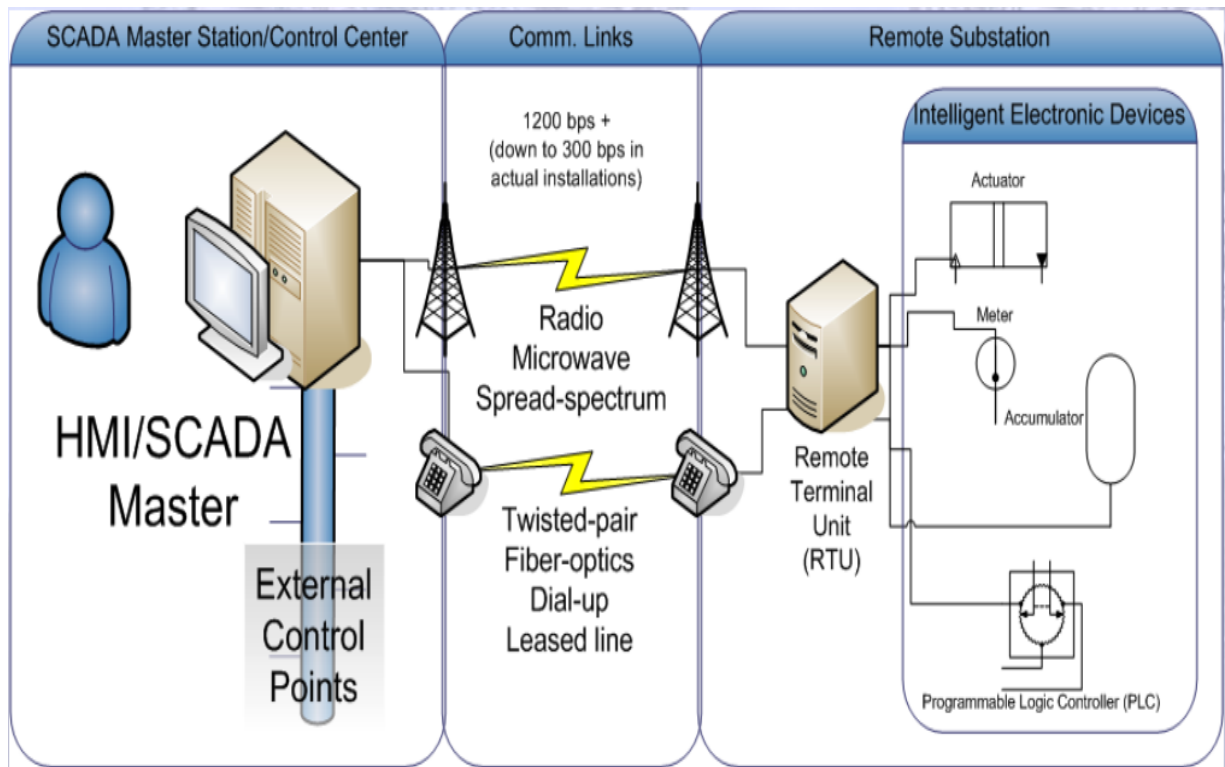 SCADA Master Station/Control Center
Comm. Links
Remote Substation
1200 bps +
(down to 300 bps in
actual installations)
Intelligent Electronic Devices
Actuator
Meter
Accumulator
Radio
Microwave
Spread-spectrum
HMI/SCADA
Master
External
Control
Points
Twisted-pair
Fiber-optics
Dial-up
Leased line
Remote
Terminal
Unit
(RTU)
Programmable Logic Controller (PLC)